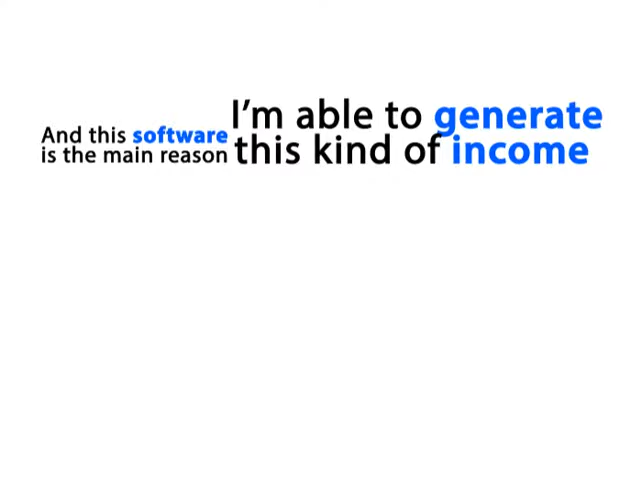 And this software
is the main reason
I'm able to generate
this kind of income